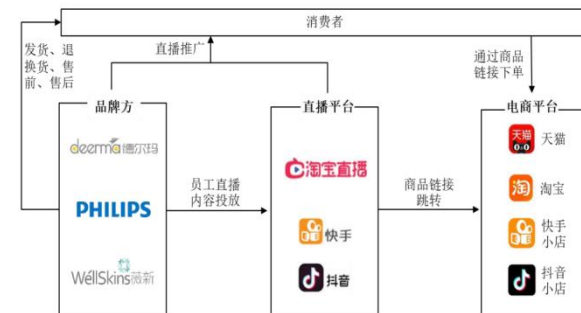 消费者
发货、退
换货、售
前、售后
直播推广
通过商品
链接下单
品牌方
直播平台
电商平台
deerma德尔玛
PHILIPS
WellSkins薇新
员工直播
内容投放
淘宝直播
快手
抖音
商品链接
跳转
天猫
天猫
淘
淘宝
快手
小店
抖音
小店